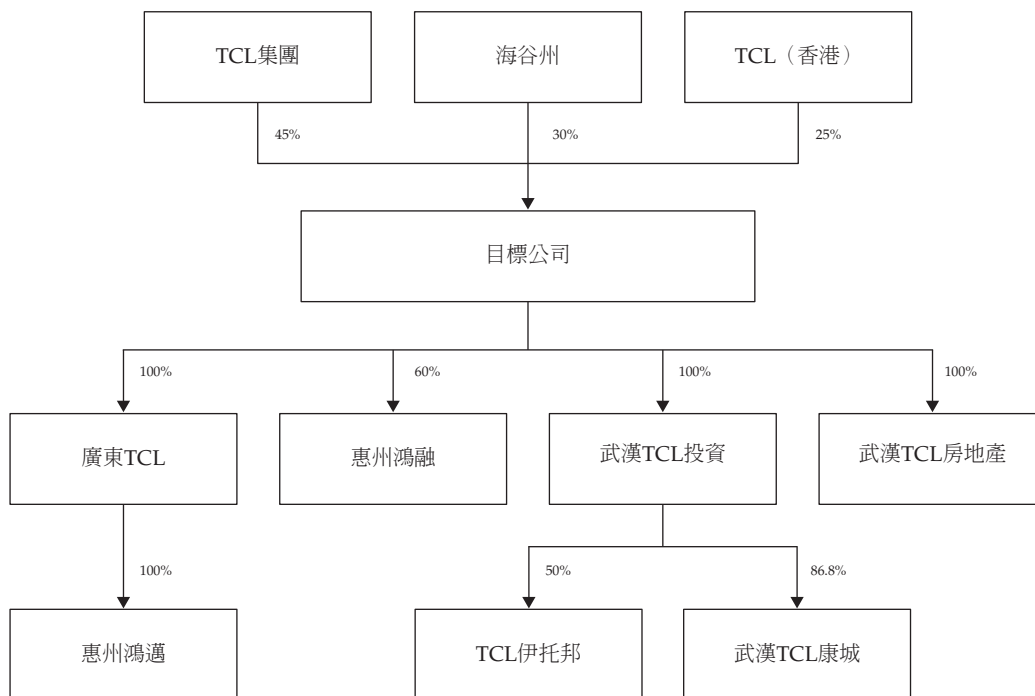 TCL集團
海谷州
TCL（香港）
45%
30%
25%
目標公司
100%
60%
100%
100%
廣東TCL
惠州鴻融
武漢TCL投資
武漢TCL房地產
100%
50%
86.8%
惠州鴻邁
TCL伊托邦
武漢TCL康城